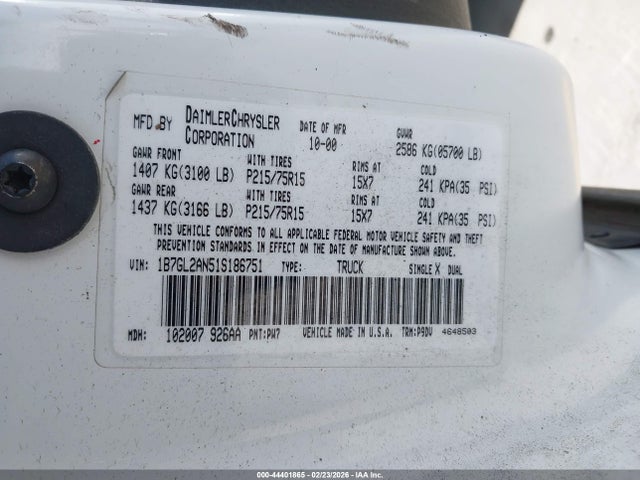 MFD BY DAIMLERCHRYSLER CORPORATION DATE OF MFR 10-00 GVWR 2586 KG(05700 LB)
GAWR FRONT WITH TIRES RIMS AT COLD
1407 KG(3100 LB) P215/75R15 15X7 241 KPA(35 PSI)
GAWR REAR WITH TIRES RIMS AT COLD
1437 KG(3166 LB) P215/75R15 15X7 241 KPA(35 PSI)
THIS VEHICLE CONFORMS TO ALL APPLICABLE FEDERAL MOTOR VEHICLE SAFETY AND THEFT
PREVENTION STANDARDS IN EFFECT ON THE DATE OF MANUFACTURE SHOWN ABOVE.
VIN: 1B7GL2AN51S186751 TYPE: TRUCK SINGLE X DUAL
MDH: 102007 926AA PNT:PW7 VEHICLE MADE IN U.S.A. TRM:P9DV 4648503
000-44401865 - 02/23/2026 - COPART/IAA